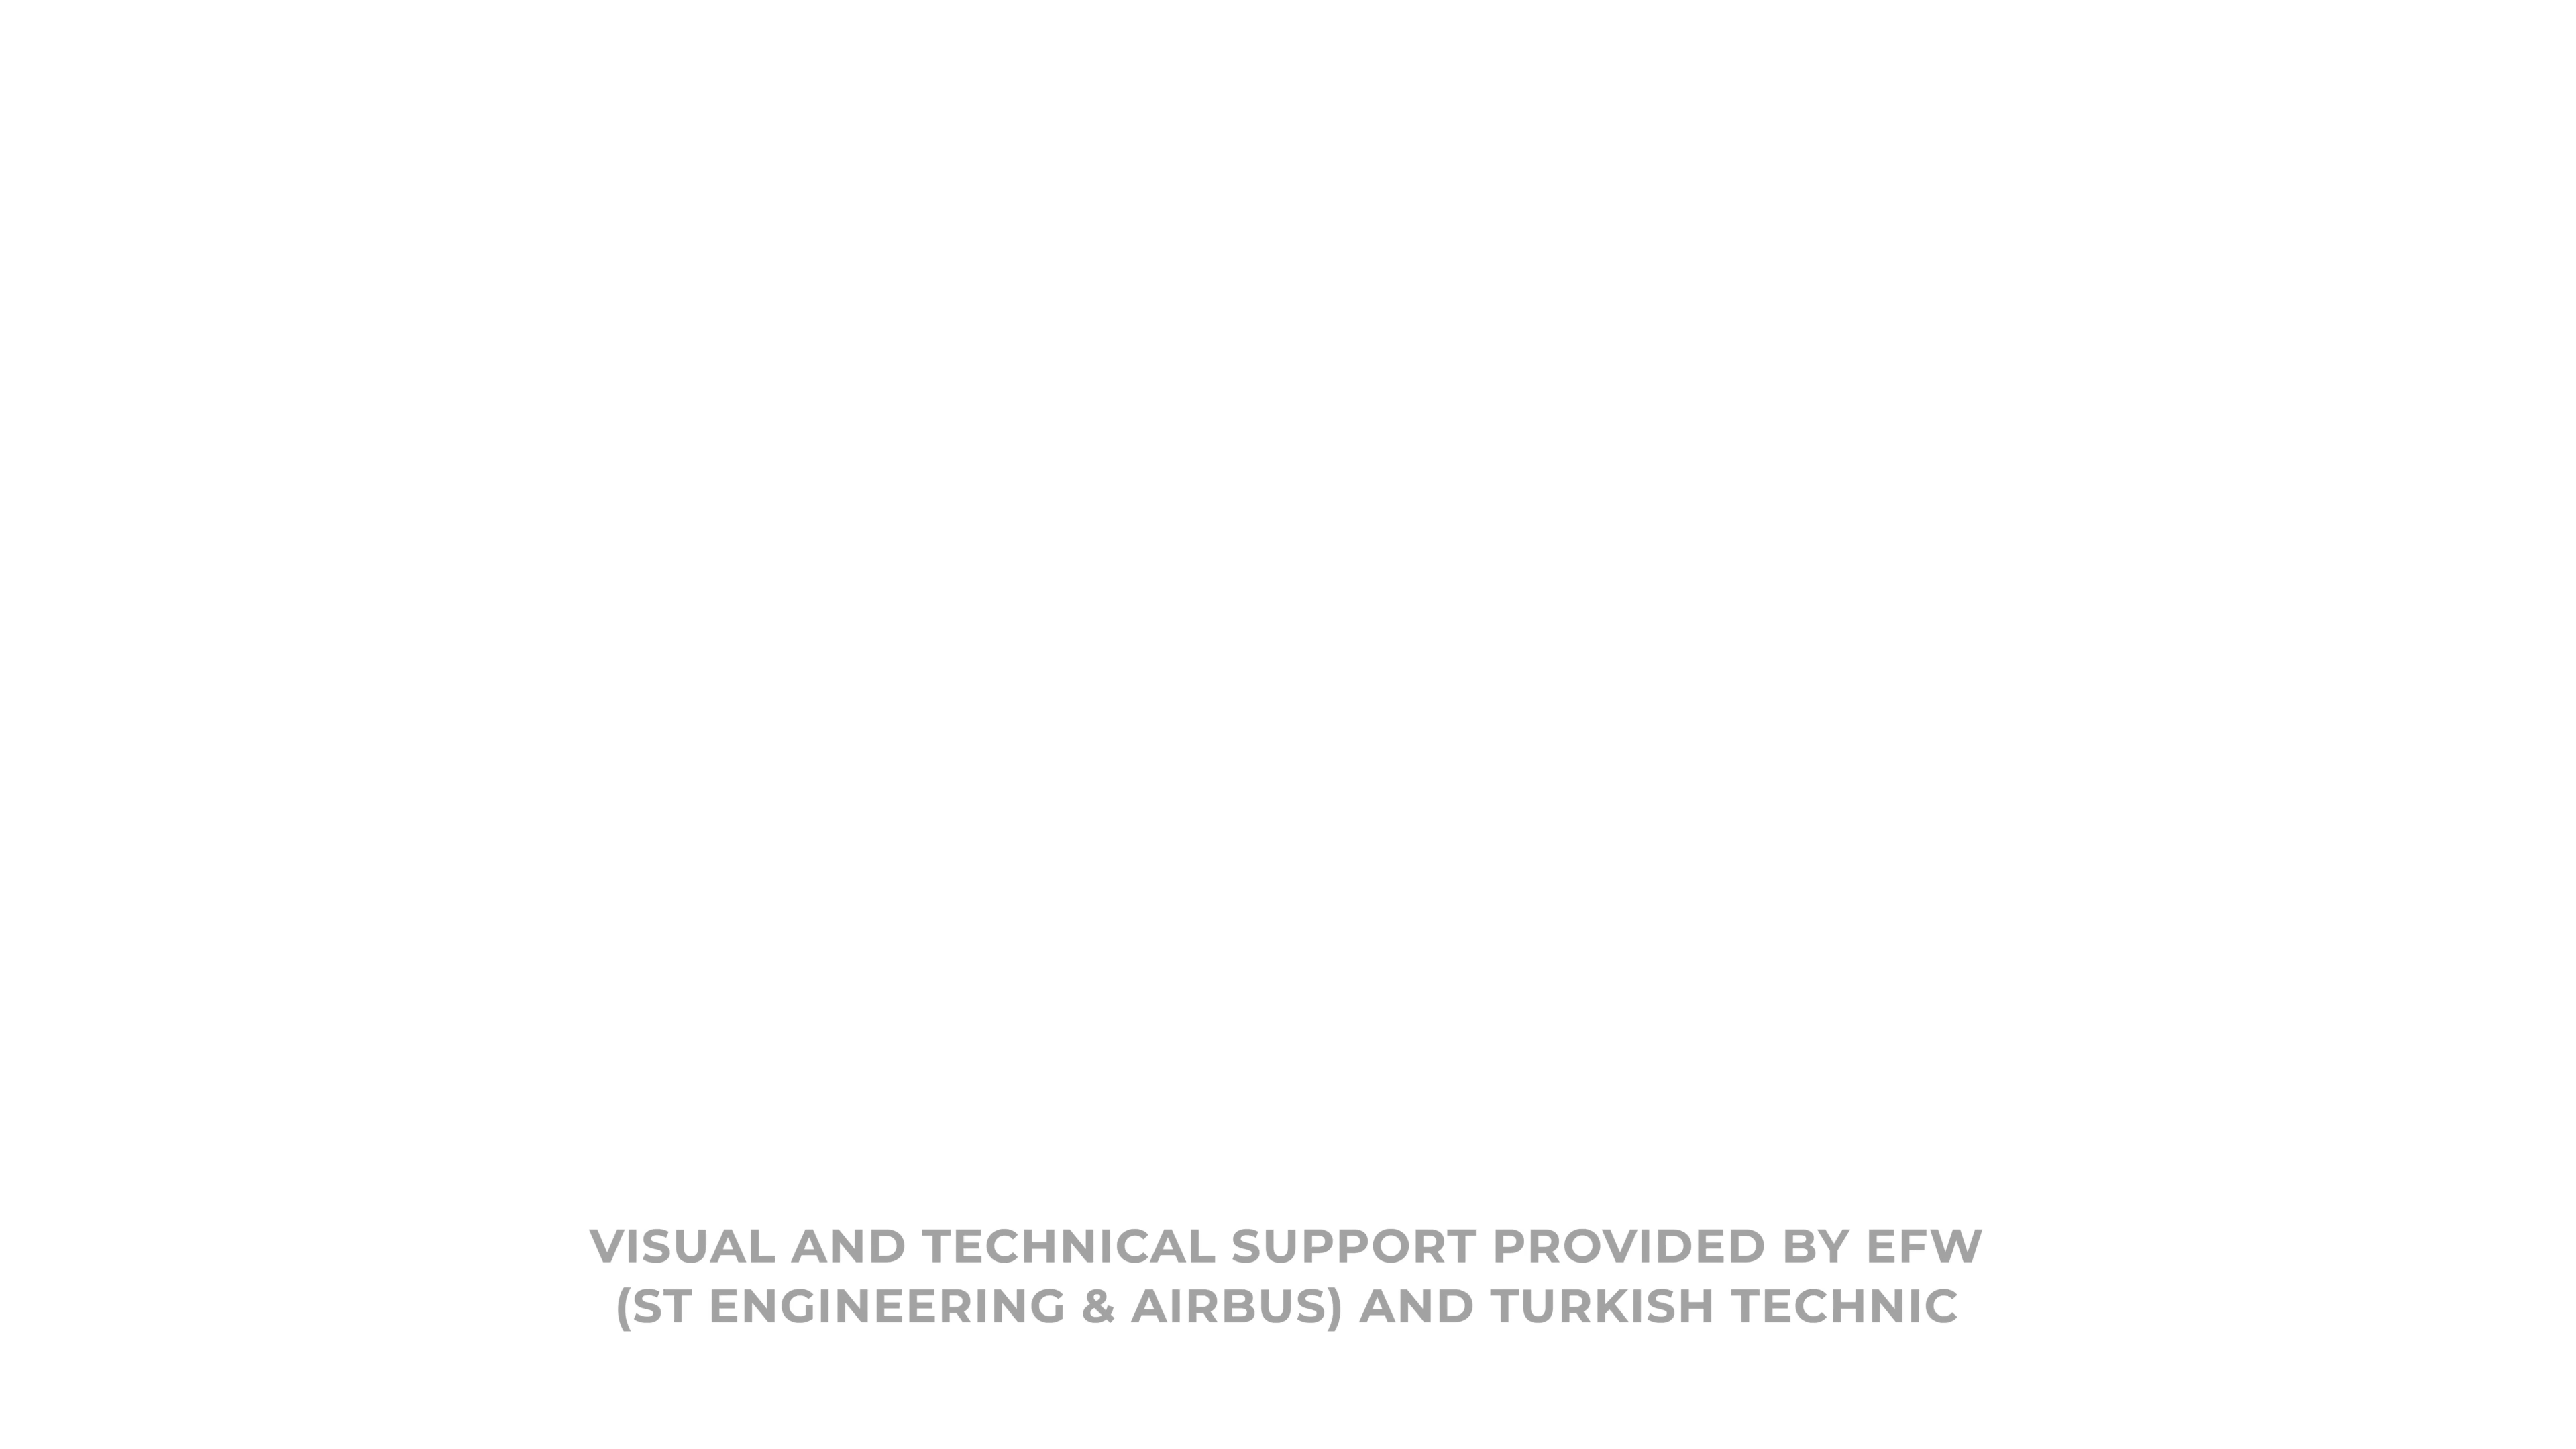 VISUAL AND TECHNICAL SUPPORT PROVIDED BY EFW
(ST ENGINEERING & AIRBUS) AND TURKISH TECHNIC